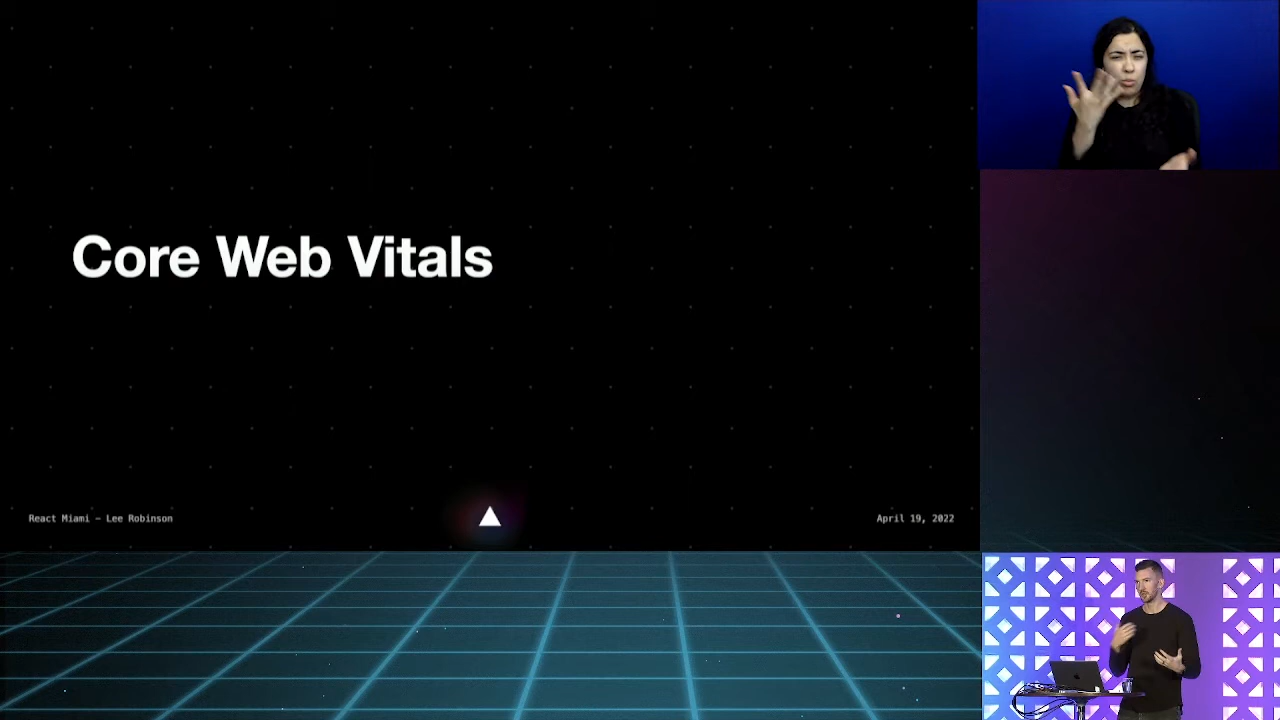 Core Web Vitals
React Miami – Lee Robinson
April 19, 2022